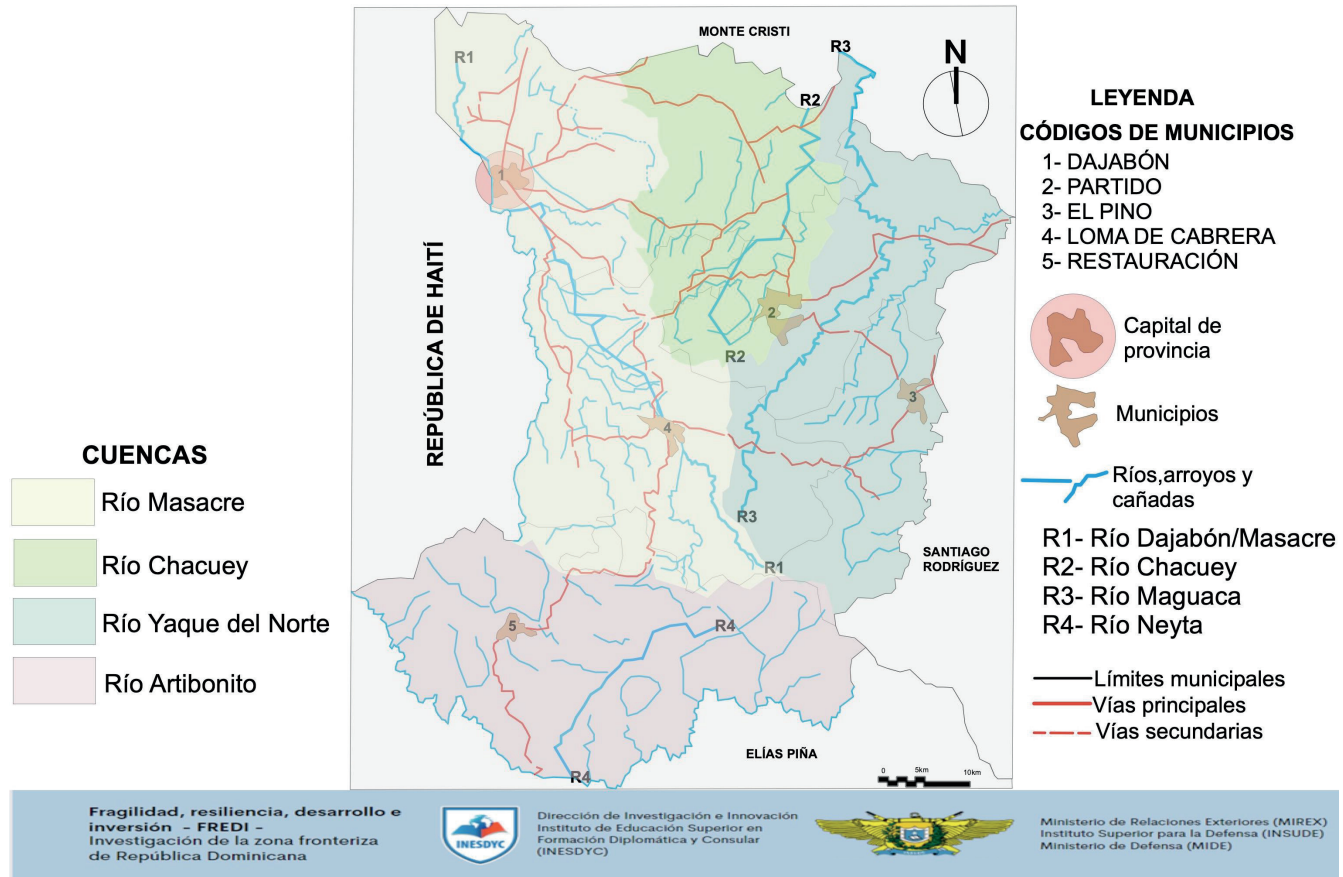 MONTE CRISTI
R1
R3
R2
N
1
REPÚBLICA DE HAITÍ
2
R2
3
4
R3
R1
SANTIAGO
RODRÍGUEZ
5
R4
ELÍAS PIÑA
R4
0 5km 10km
CUENCAS
Río Masacre
Río Chacuey
Río Yaque del Norte
Río Artibonito
LEYENDA
CÓDIGOS DE MUNICIPIOS
1- DAJABÓN
2- PARTIDO
3- EL PINO
4- LOMA DE CABRERA
5- RESTAURACIÓN
Capital de
provincia
Municipios
Ríos,arroyos y
cañadas
R1- Río Dajabón/Masacre
R2- Río Chacuey
R3- Río Maguaca
R4- Río Neyta
Límites municipales
Vías principales
Vías secundarias
Fragilidad, resiliencia, desarrollo e
inversión - FREDI -
Investigación de la zona fronteriza
de República Dominicana
INESDYC
Dirección de Investigación e Innovación
Instituto de Educación Superior en
Formación Diplomática y Consular
(INESDYC)
Ministerio de Relaciones Exteriores (MIREX)
Instituto Superior para la Defensa (INSUDE)
Ministerio de Defensa (MIDE)